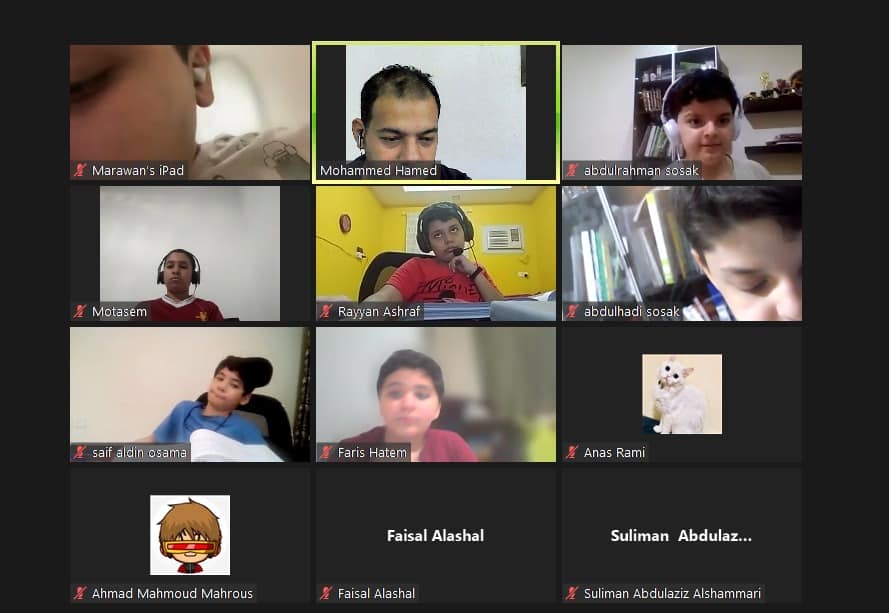 Marawan's iPad
Mohammed Hamed
abdulrahman sosak
Motasem
Rayyan Ashraf
abdulhadi sosak
saif aldin osama
Faris Hatem
Anas Rami
Faisal Alashal
Suliman Abdulaz...
Ahmad Mahmoud Mahrous
Faisal Alashal
Suliman Abdulaziz Alshammari